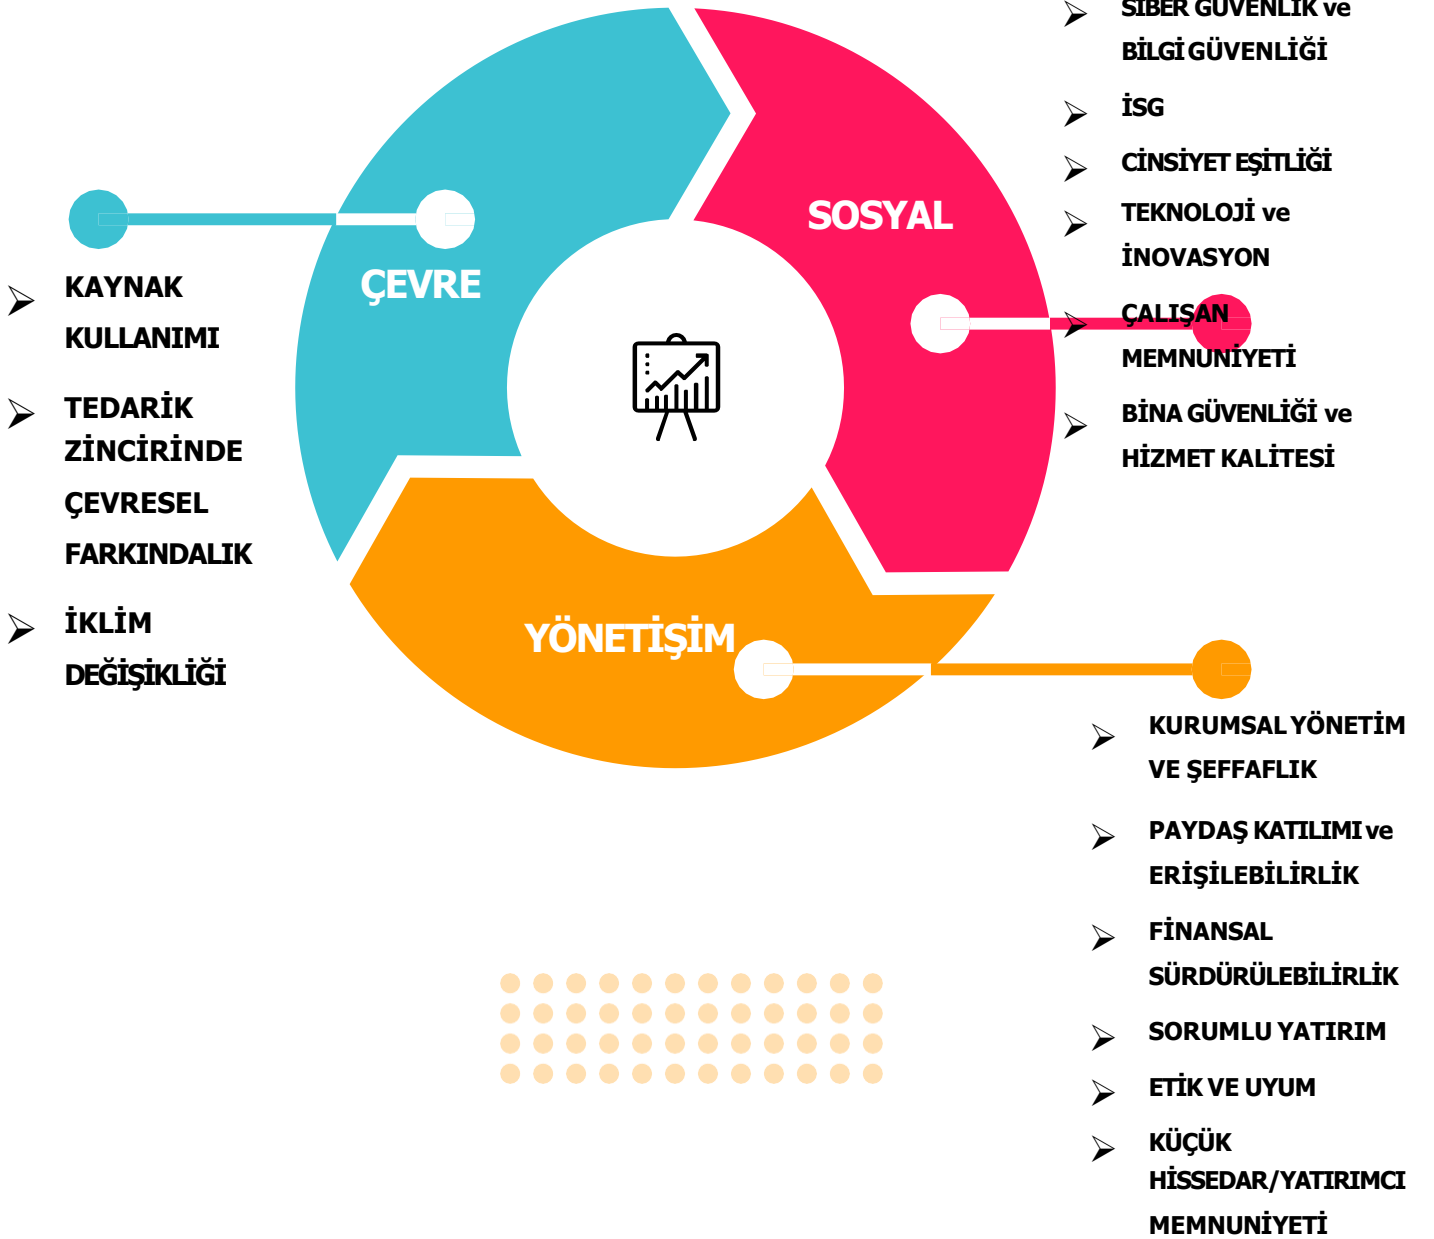 ÇEVRE
KAYNAK
KULLANIMI
TEDARİK
ZİNCİRİNDE
ÇEVRESEL
FARKINDALIK
İKLİM
DEĞİŞİKLİĞİ
SOSYAL
SİBER GÜVENLİK ve
BİLGİ GÜVENLİĞİ
İSG
CİNSİYET EŞİTLİĞİ
TEKNOLOJİ ve
İNOVASYON
ÇALIŞAN
MEMNUNİYETİ
BİNA GÜVENLİĞİ ve
HİZMET KALİTESİ
YÖNETİŞİM
KURUMSAL YÖNETİM
VE ŞEFFAFLIK
PAYDAŞ KATILIMI ve
ERİŞİLEBİLİRLİK
FİNANSAL
SÜRDÜRÜLEBİLİRLİK
SORUMLU YATIRIM
ETİK VE UYUM
KÜÇÜK
HİSSEDAR/YATIRIMCI
MEMNUNİYETİ